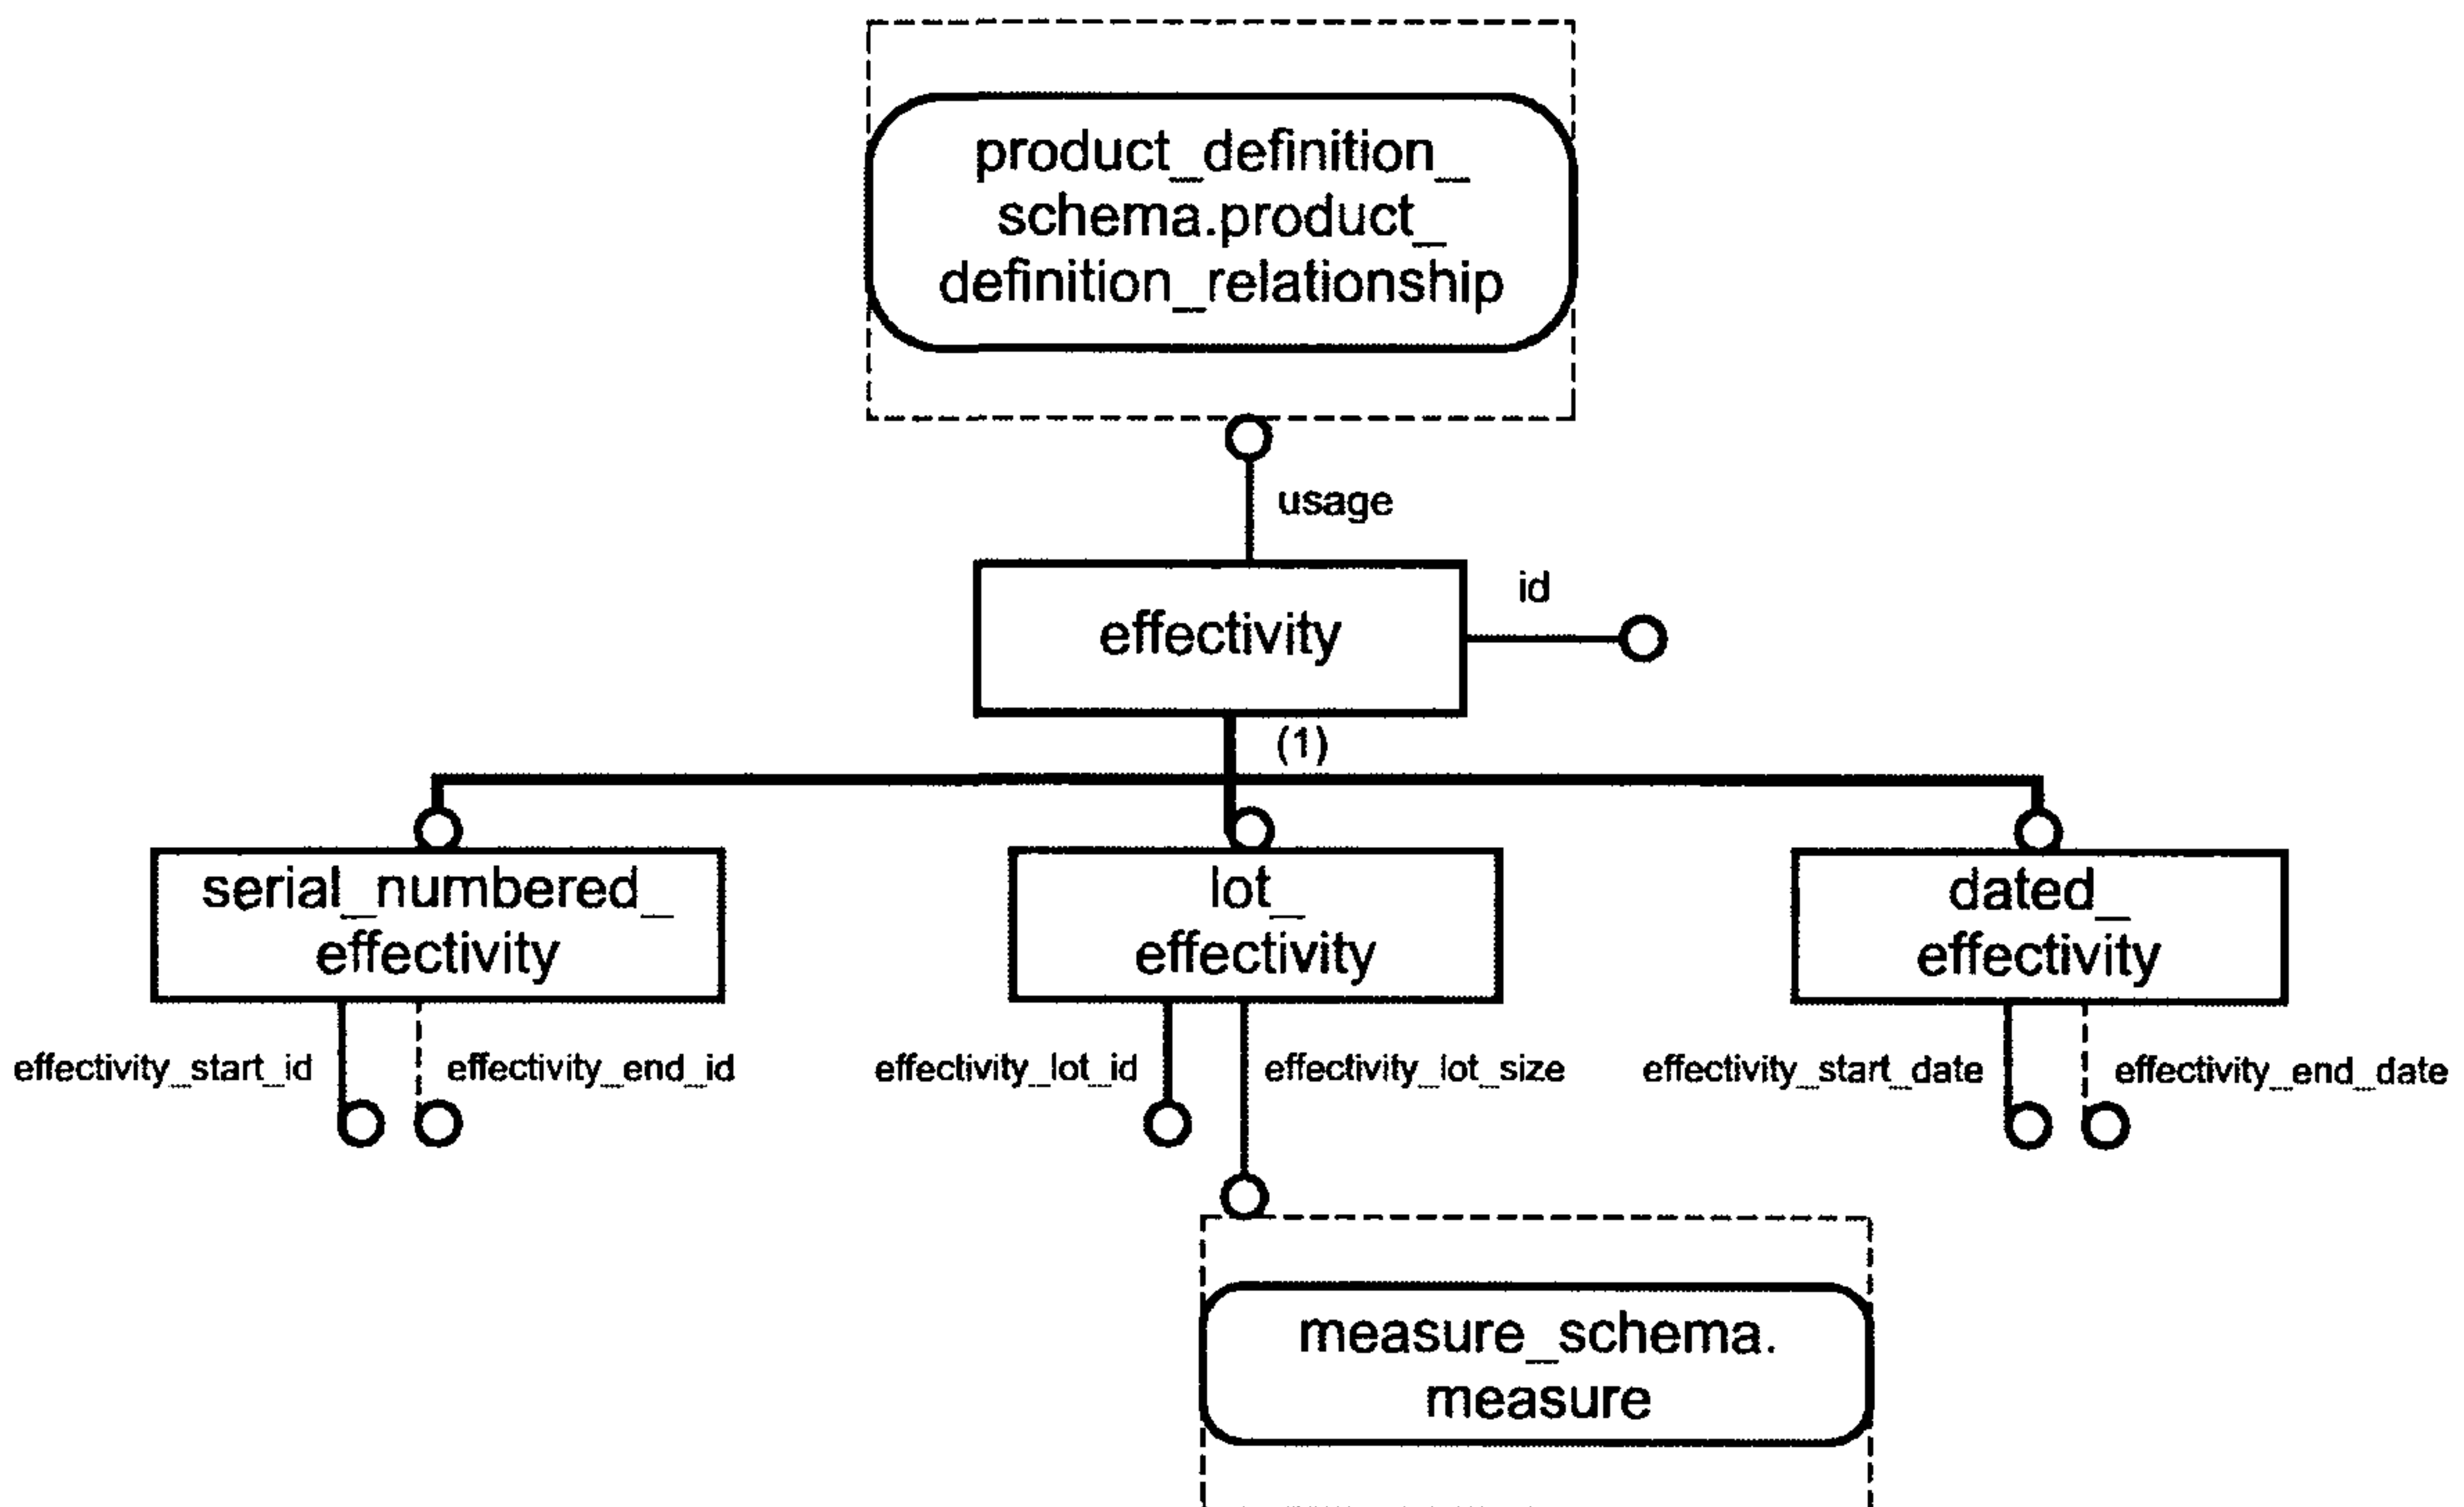 product_definition_
schema.product_
definition_relationship
usage
id
effectivity
(1)
serial_numbered_
effectivity
lot_
effectivity
dated_
effectivity
effectivity_start_id
effectivity_end_id
effectivity_lot_id
effectivity_lot_size
effectivity_start_date
effectivity_end_date
measure_schema.
measure